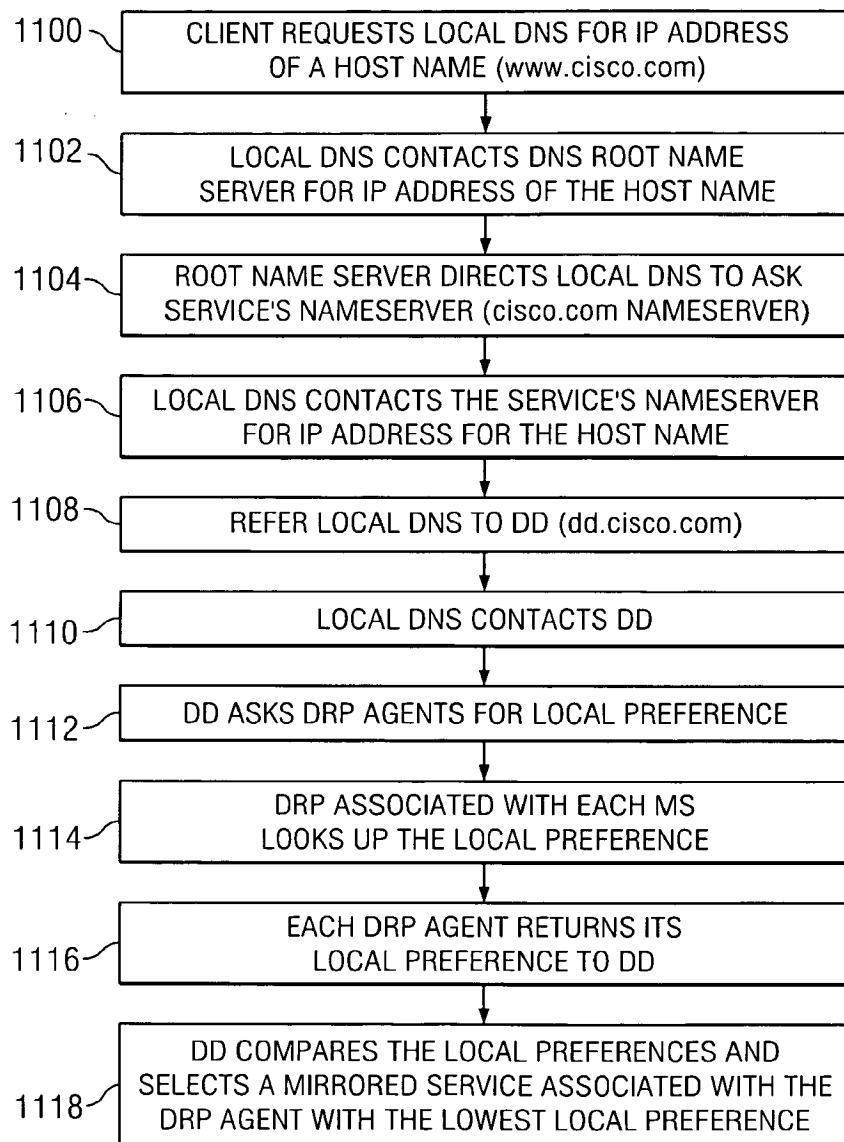 1100
CLIENT REQUESTS LOCAL DNS FOR IP ADDRESS
OF A HOST NAME (www.cisco.com)
1102
LOCAL DNS CONTACTS DNS ROOT NAME
SERVER FOR IP ADDRESS OF THE HOST NAME
1104
ROOT NAME SERVER DIRECTS LOCAL DNS TO ASK
SERVICE'S NAMESERVER (cisco.com NAMESERVER)
1106
LOCAL DNS CONTACTS THE SERVICE'S NAMESERVER
FOR IP ADDRESS FOR THE HOST NAME
1108
REFER LOCAL DNS TO DD (dd.cisco.com)
1110
LOCAL DNS CONTACTS DD
1112
DD ASKS DRP AGENTS FOR LOCAL PREFERENCE
1114
DRP ASSOCIATED WITH EACH MS
LOOKS UP THE LOCAL PREFERENCE
1116
EACH DRP AGENT RETURNS ITS
LOCAL PREFERENCE TO DD
1118
DD COMPARES THE LOCAL PREFERENCES AND
SELECTS A MIRRORED SERVICE ASSOCIATED WITH THE
DRP AGENT WITH THE LOWEST LOCAL PREFERENCE